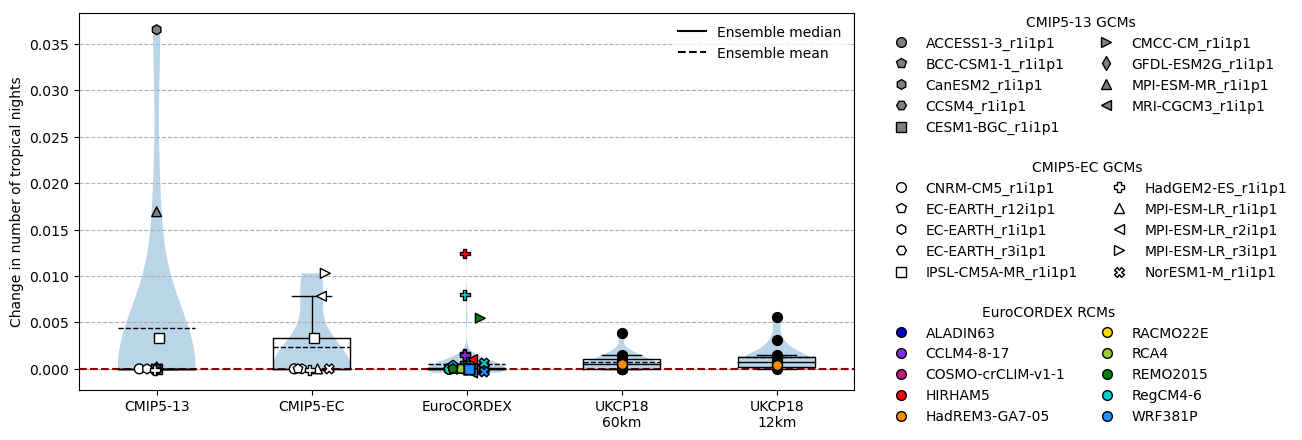 Change in number of tropical nights
0.035
0.030
0.025
0.020
0.015
0.010
0.005
0.000
Ensemble median
Ensemble mean
CMIP5-13
CMIP5-EC
EuroCORDEX
UKCP18
60km
UKCP18
12km
CMIP5-13 GCMs
ACCESS1-3_r1i1p1
BCC-CSM1-1_r1i1p1
CanESM2_r1i1p1
CCSM4_r1i1p1
CESM1-BGC_r1i1p1
CMCC-CM_r1i1p1
GFDL-ESM2G_r1i1p1
MPI-ESM-MR_r1i1p1
MRI-CGCM3_r1i1p1
CMIP5-EC GCMs
CNRM-CM5_r1i1p1
EC-EARTH_r12i1p1
EC-EARTH_r1i1p1
EC-EARTH_r3i1p1
IPSL-CM5A-MR_r1i1p1
HadGEM2-ES_r1i1p1
MPI-ESM-LR_r1i1p1
MPI-ESM-LR_r2i1p1
MPI-ESM-LR_r3i1p1
NorESM1-M_r1i1p1
EuroCORDEX RCMs
ALADIN63
CCLM4-8-17
COSMO-crCLIM-v1-1
HIRHAM5
HadREM3-GA7-05
RACMO22E
RCA4
REMO2015
RegCM4-6
WRF381P